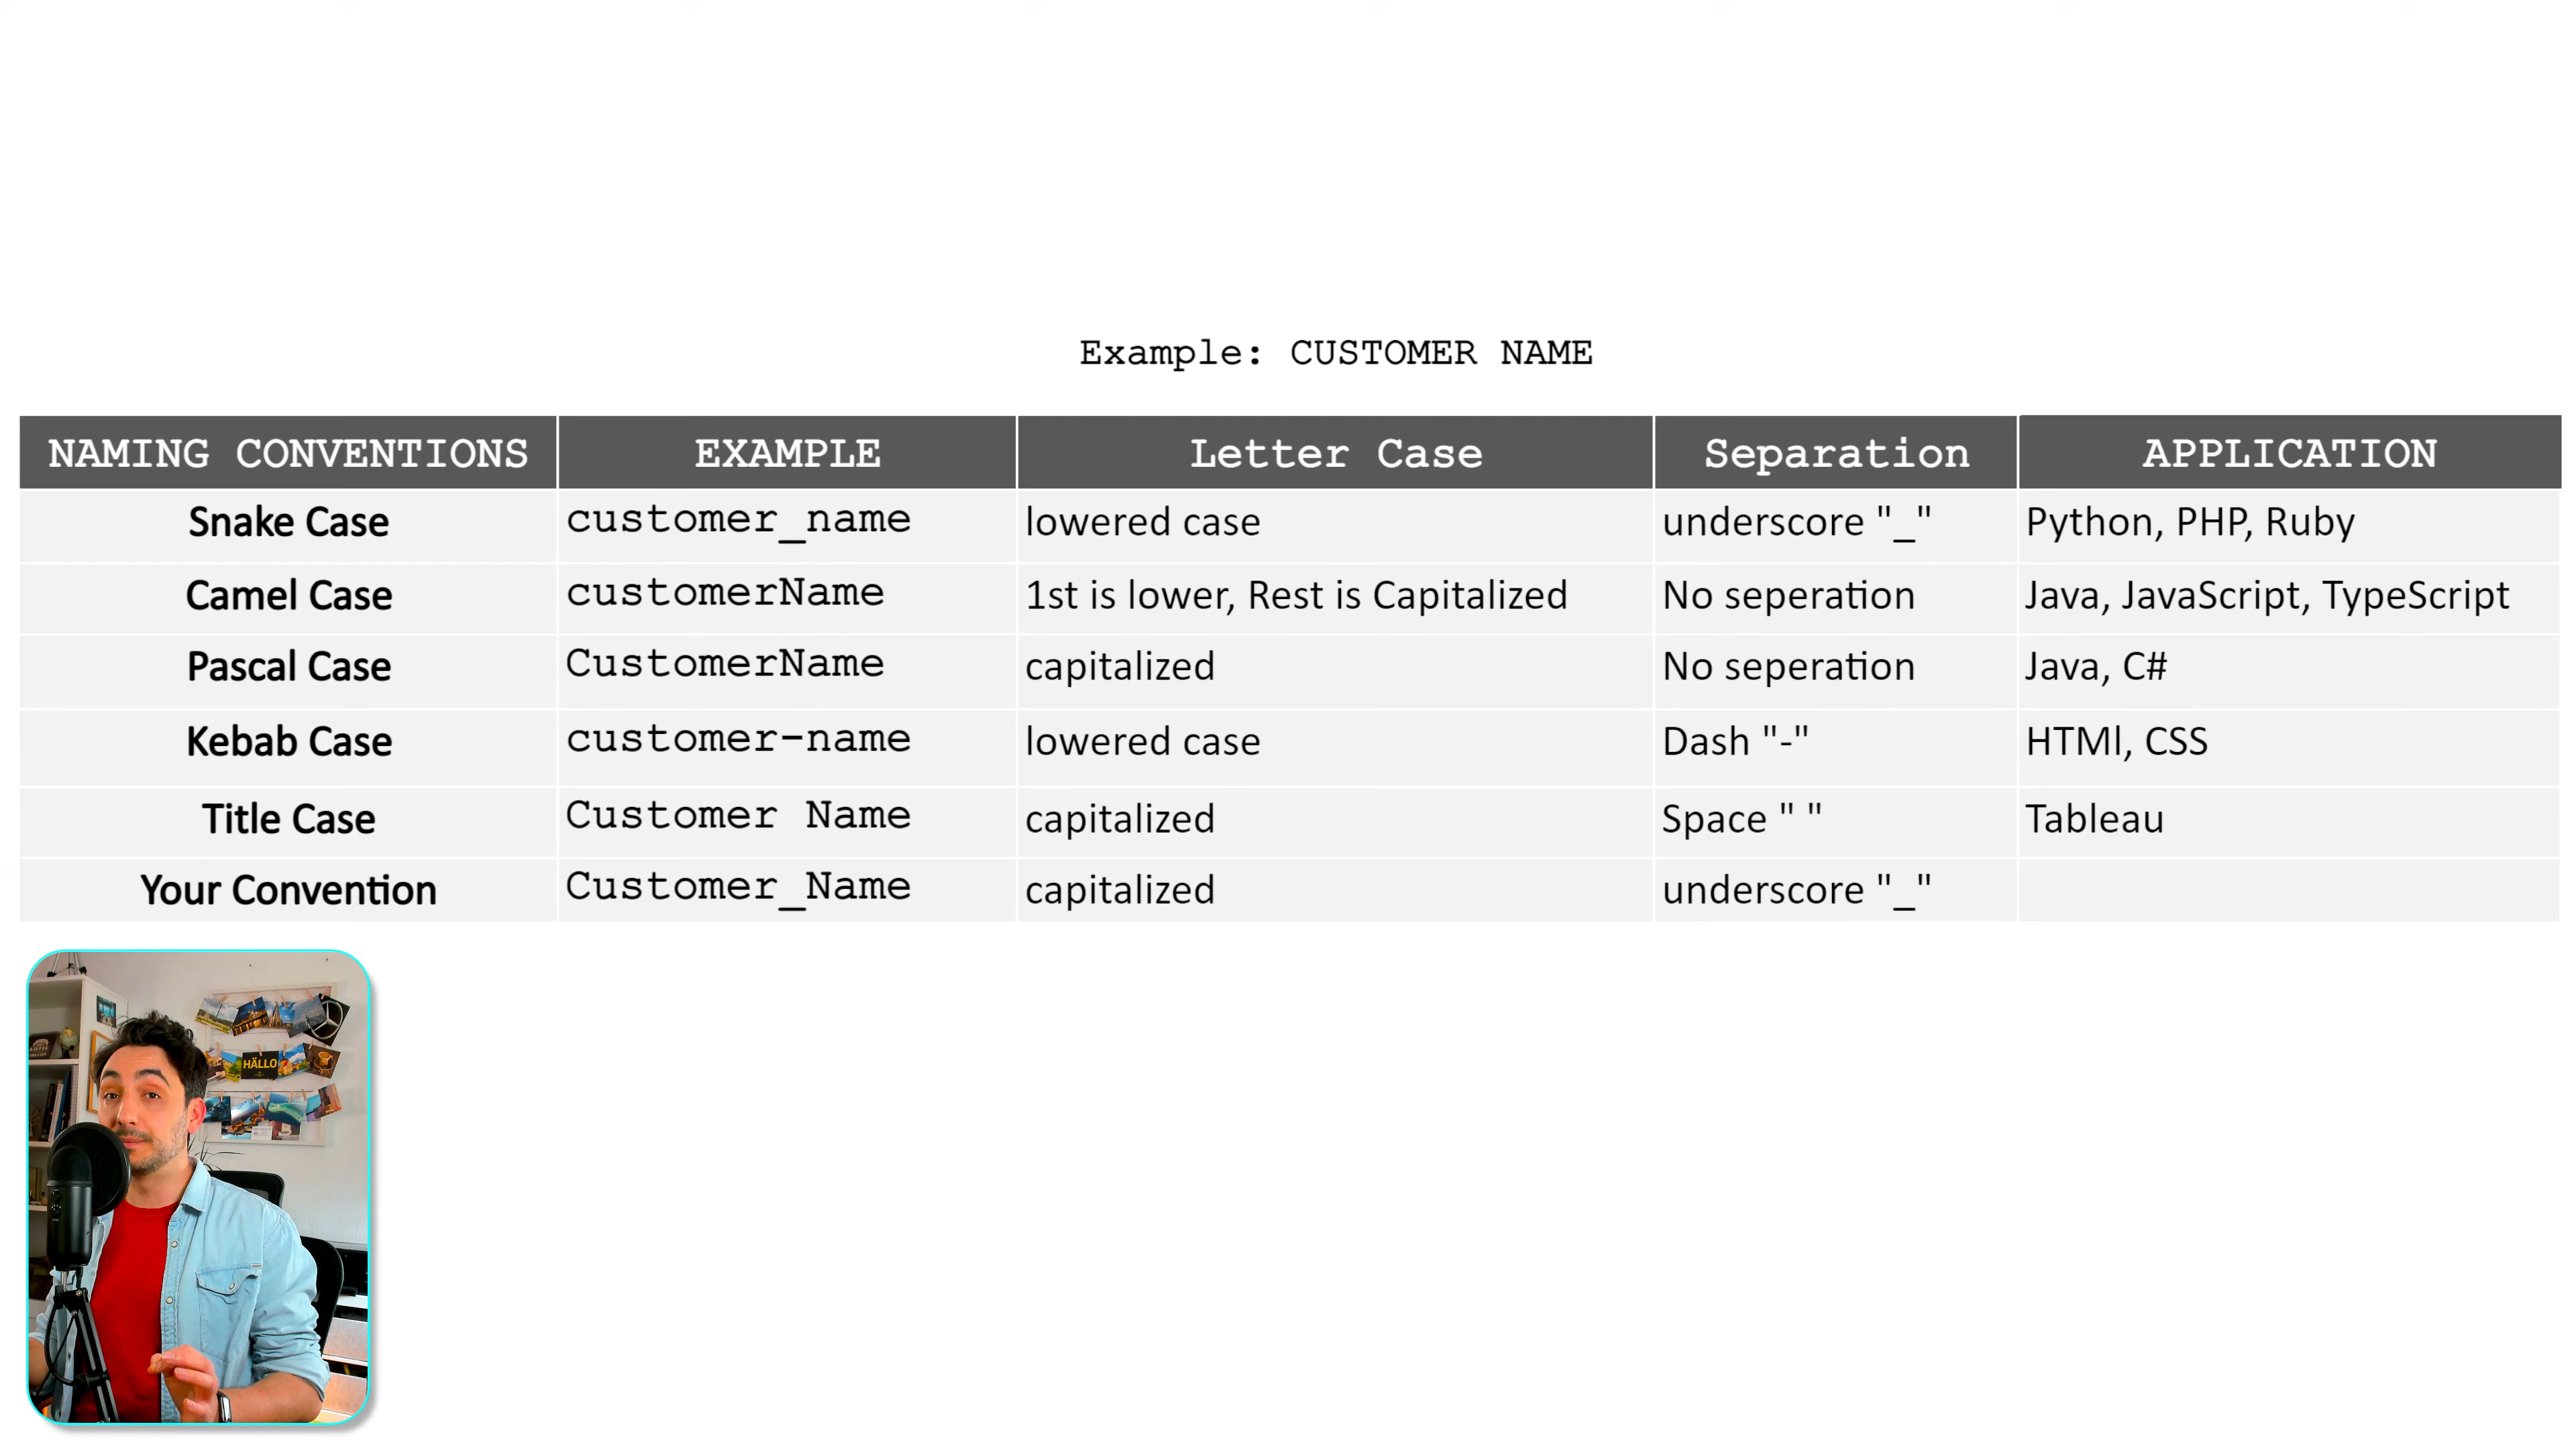 Example: CUSTOMER NAME
NAMING CONVENTIONS EXAMPLE Letter Case Separation APPLICATION
Snake Case customer_name lowered case underscore "_" Python, PHP, Ruby
Camel Case customerName 1st is lower, Rest is Capitalized No seperation Java, JavaScript, TypeScript
Pascal Case CustomerName capitalized No seperation Java, C#
Kebab Case customer-name lowered case Dash "-" HTMl, CSS
Title Case Customer Name capitalized Space " " Tableau
Your Convention Customer_Name capitalized underscore "_"
HÄLLO